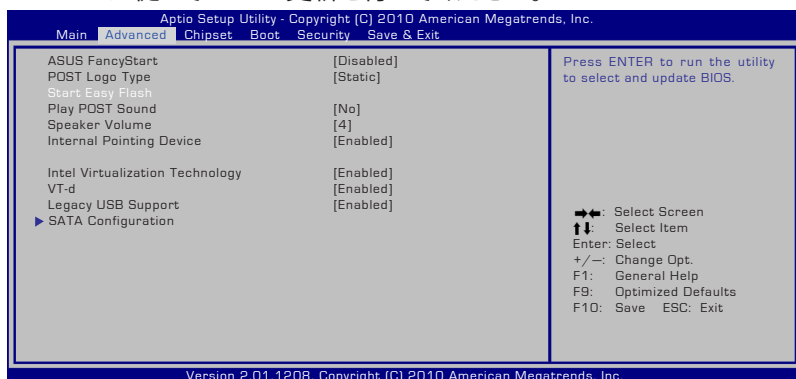 Aptio Setup Utility - Copyright (C) 2010 American Megatrends, Inc.
Main Advanced Chipset Boot Security Save & Exit
ASUS FancyStart [Disabled]
POST Logo Type [Static]
Start Easy Flash
Play POST Sound [No]
Speaker Volume [4]
Internal Pointing Device [Enabled]
Intel Virtualization Technology [Enabled]
VT-d [Enabled]
Legacy USB Support [Enabled]
SATA Configuration
Press ENTER to run the utility
to select and update BIOS.
→←: Select Screen
↑↓: Select Item
Enter: Select
+/—: Change Opt.
F1: General Help
F9: Optimized Defaults
F10: Save ESC: Exit
Version 2.01.1208. Copyright (C) 2010 American Megatrends, Inc.